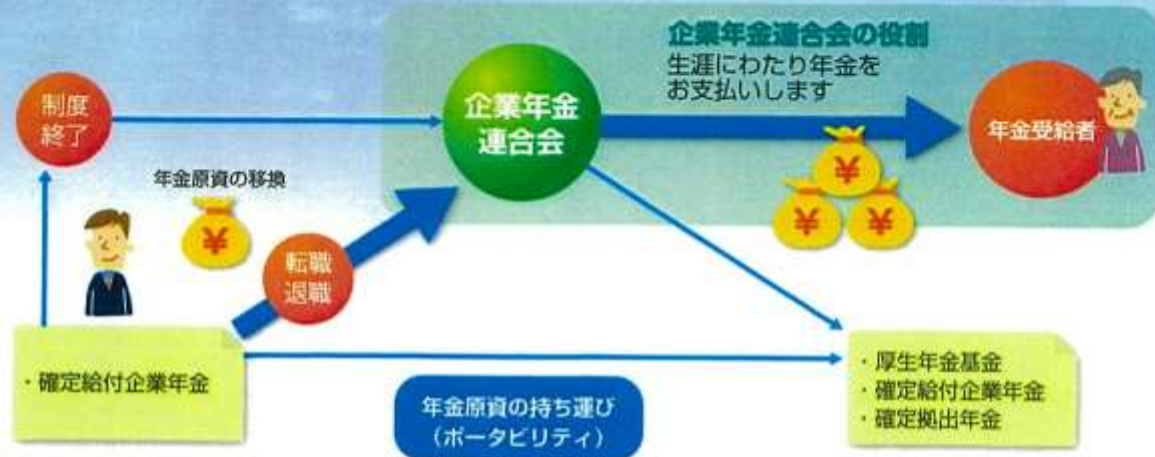 企業年金連合会の役割
生涯にわたり年金を
お支払いします
制度
終了
企業年金
連合会
年金受給者
年金原資の移換
¥
¥
¥
¥
転職
退職
・確定給付企業年金
年金原資の持ち運び
（ポータビリティ）
・厚生年金基金
・確定給付企業年金
・確定拠出年金